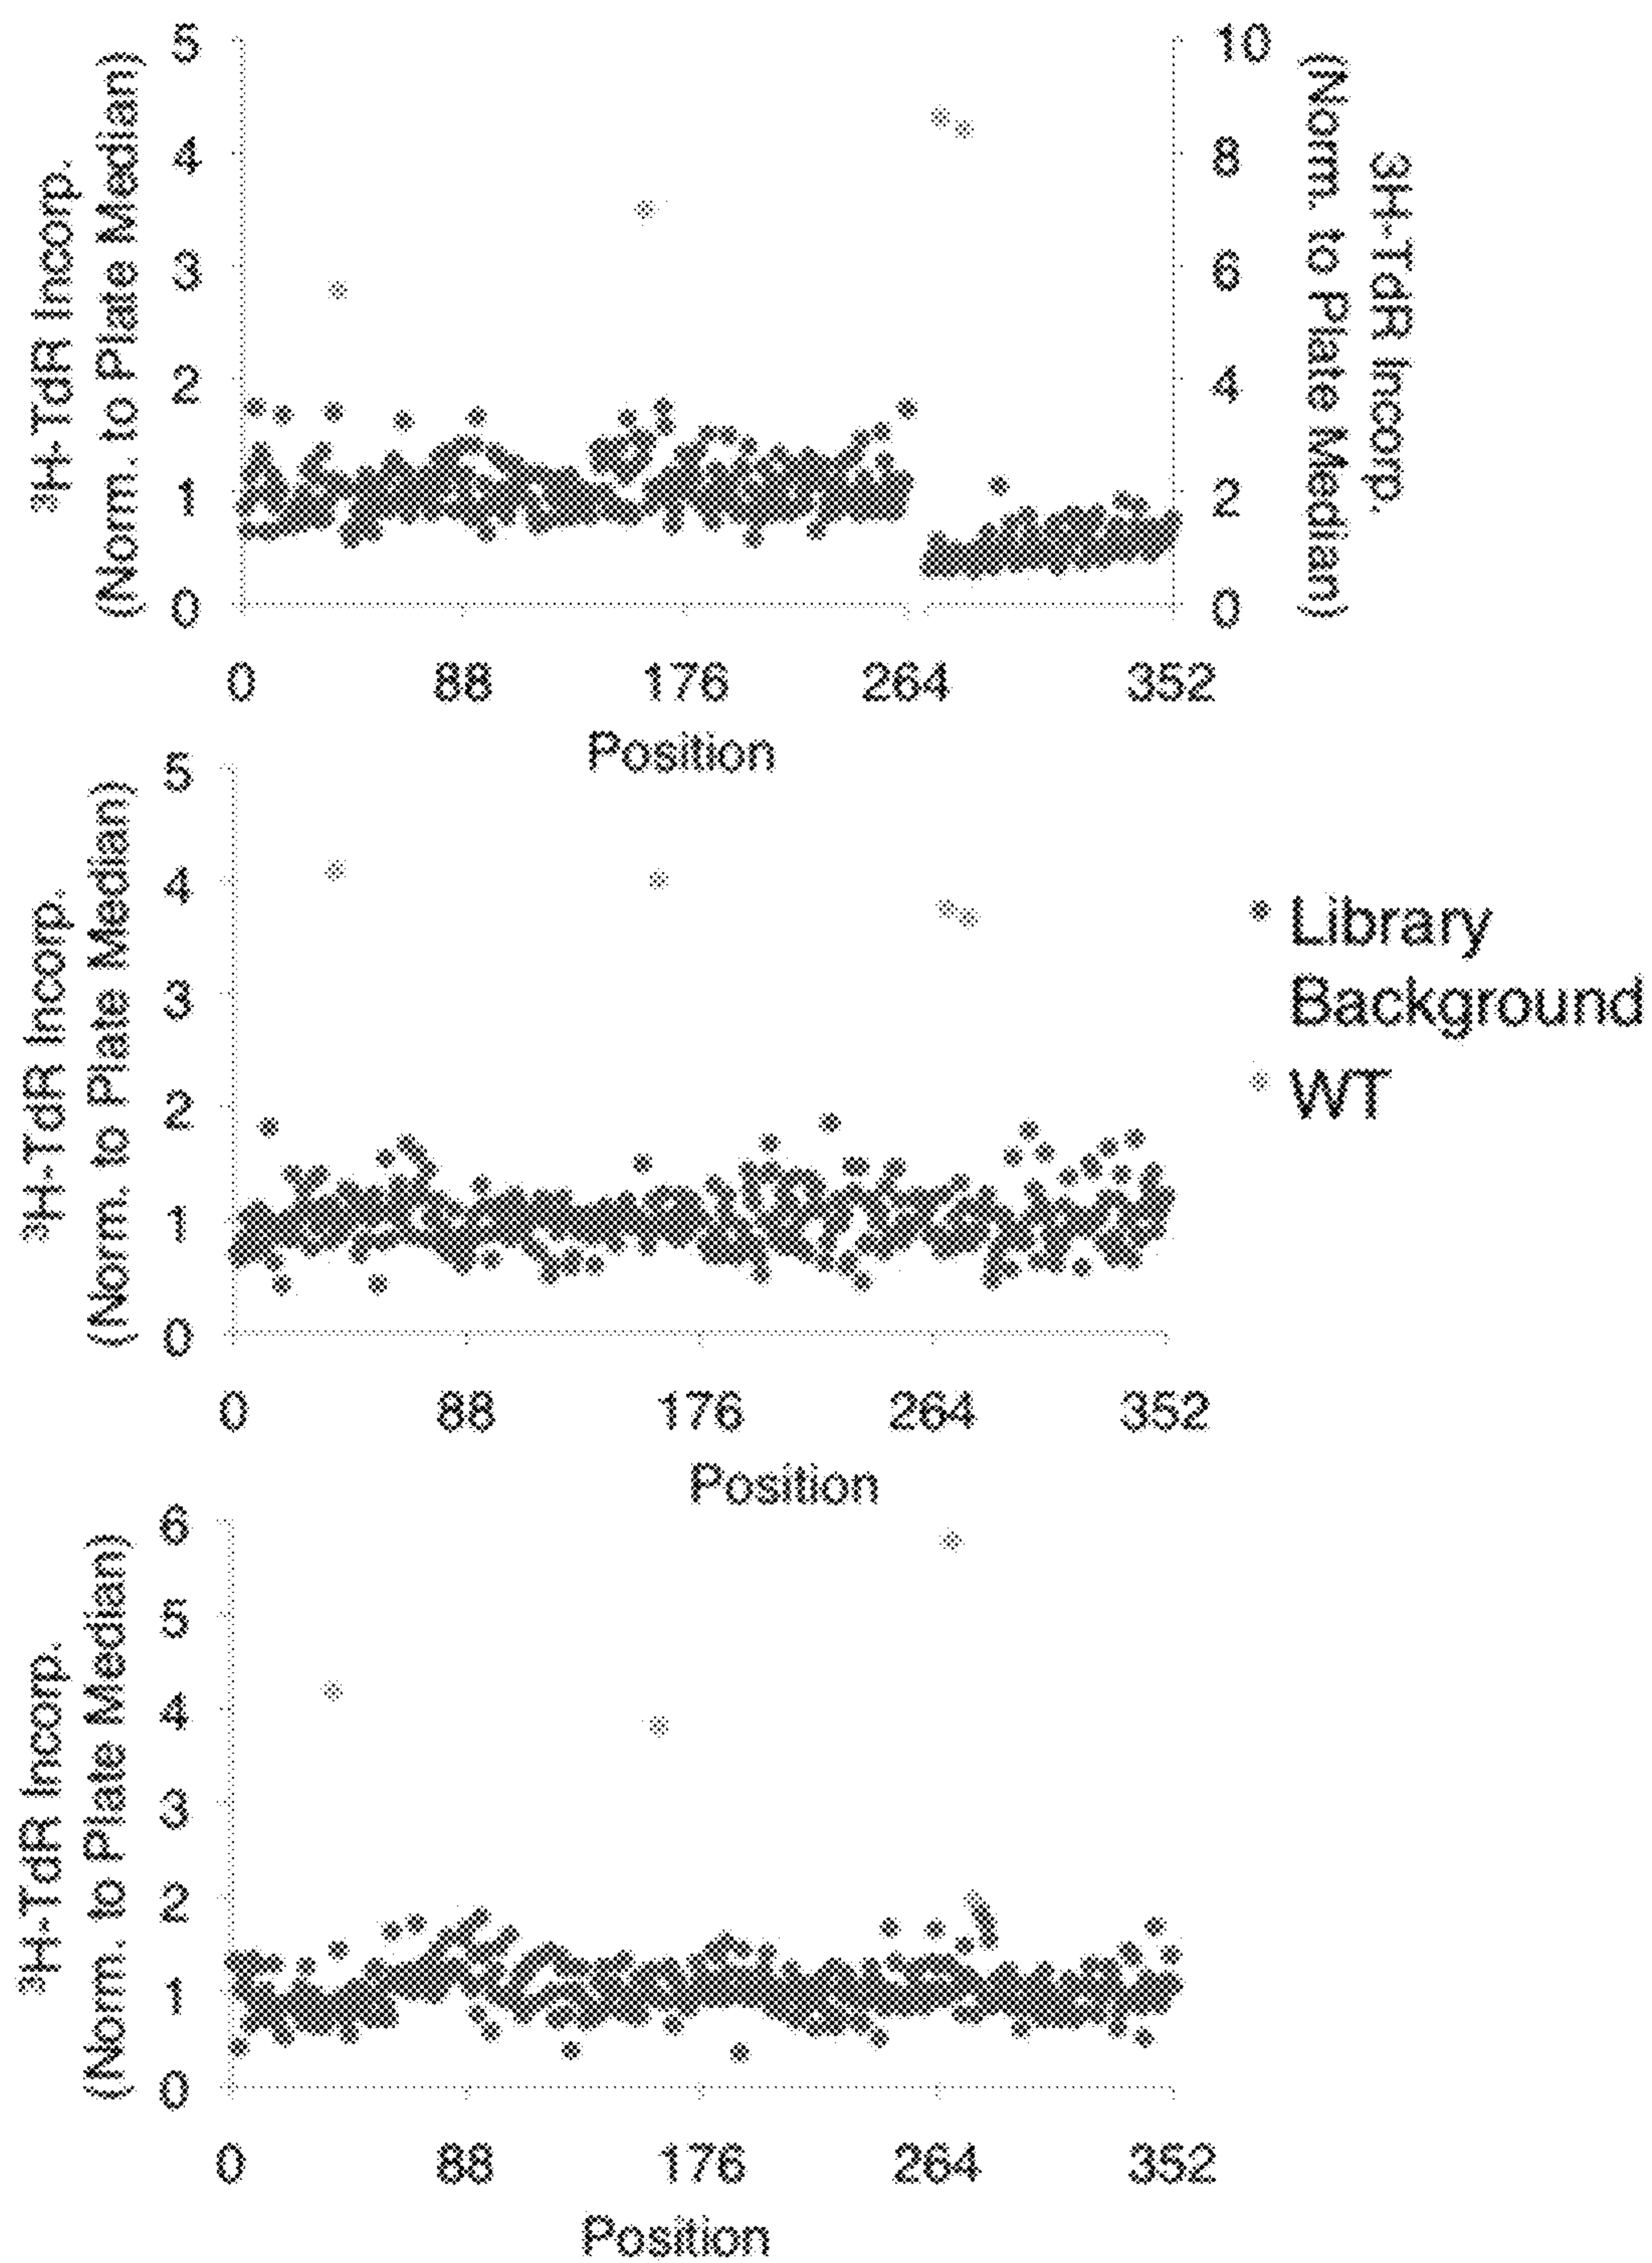 ³H-TdR Incorp.
(Norm. to Plate Median)
5
4
3
2
1
0
10
8
6
4
2
0
3H-TdR Incorp.
(Norm. to Plate Median)
0 88 176 264 352
Position
³H-TdR Incorp.
(Norm. to Plate Median)
5
4
3
2
1
0
0 88 176 264 352
Position
Library
Background
WT
³H-TdR Incorp.
(Norm. to Plate Median)
6
5
4
3
2
1
0
0 88 176 264 352
Position